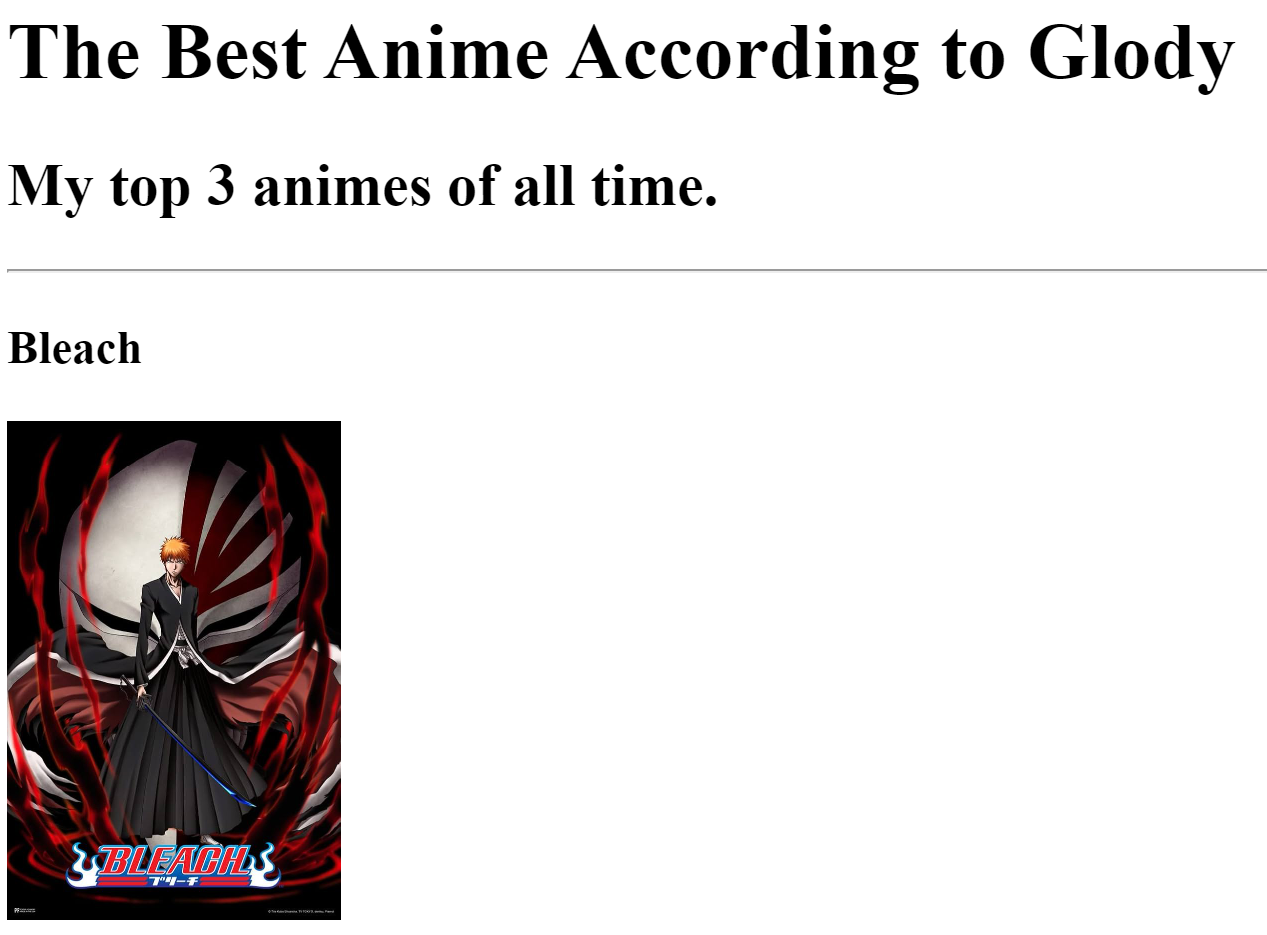 The Best Anime According to Glody
My top 3 animes of all time.
Bleach
BLEACH
ブリーチ